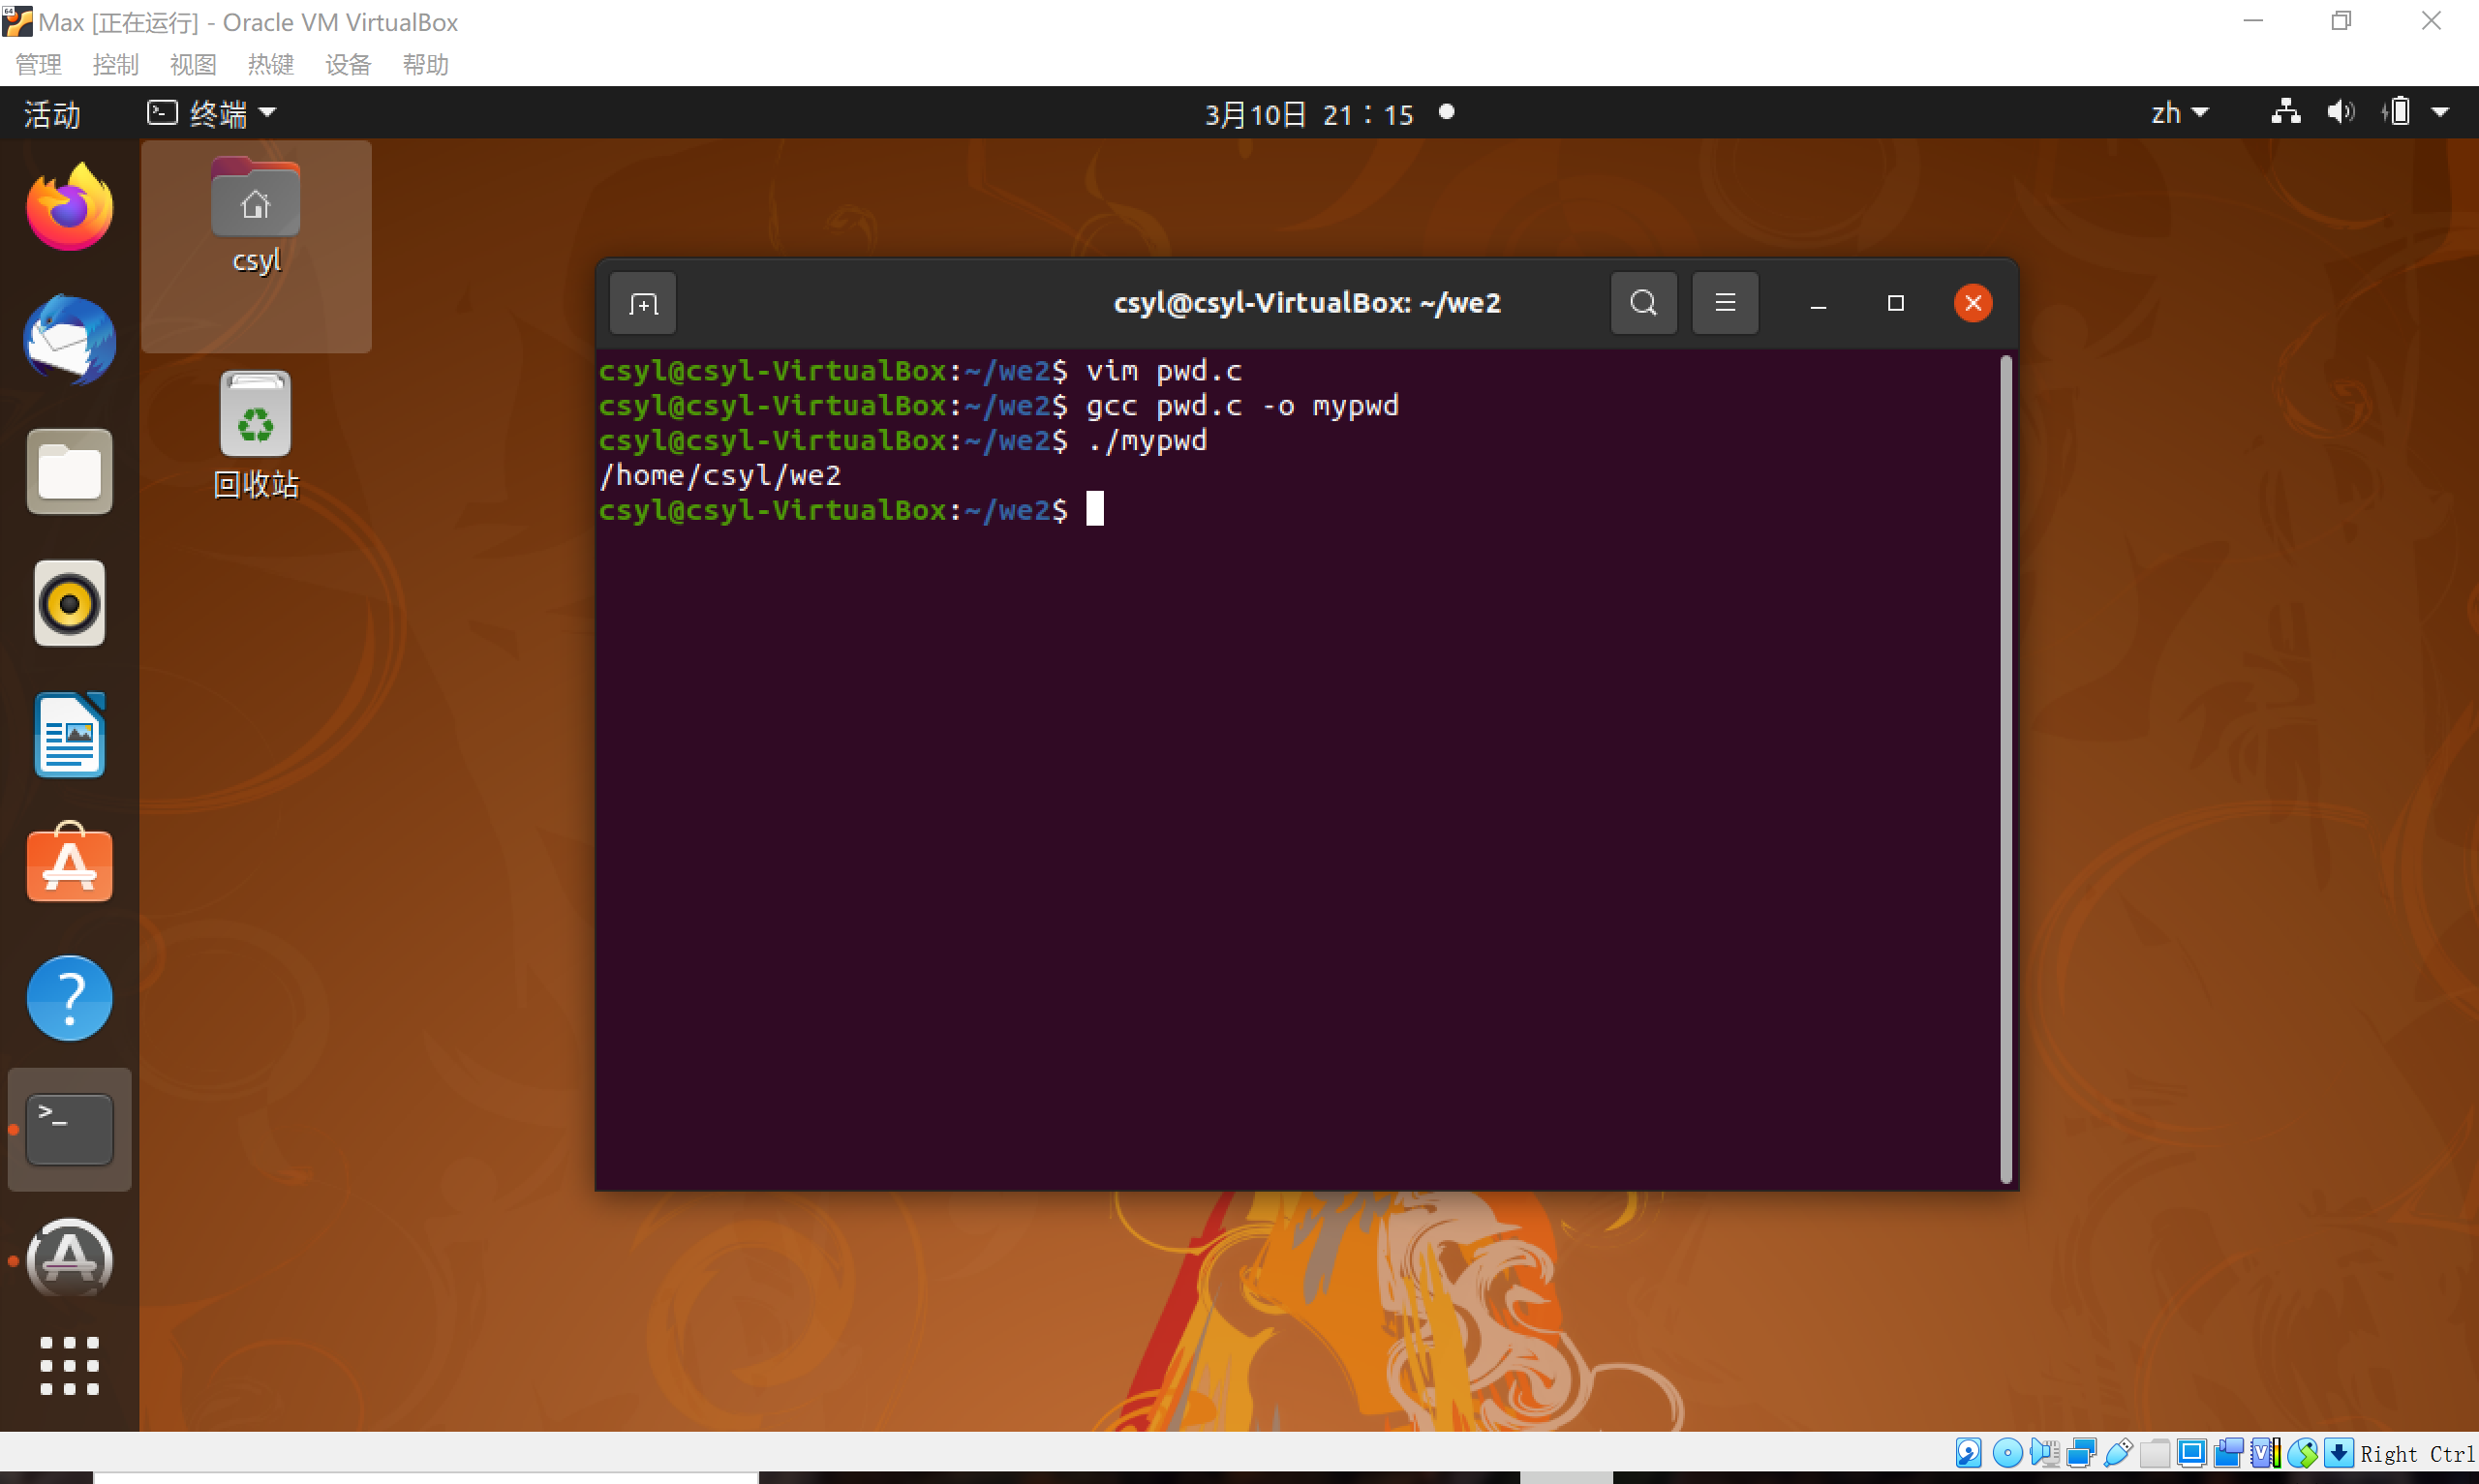 Max [正在运行] - Oracle VM VirtualBox
管理 控制 视图 热键 设备 帮助
活动 终端 3月10日 21：15 zh
csyl
回收站
csyl@csyl-VirtualBox: ~/we2
csyl@csyl-VirtualBox:~/we2$ vim pwd.c
csyl@csyl-VirtualBox:~/we2$ gcc pwd.c -o mypwd
csyl@csyl-VirtualBox:~/we2$ ./mypwd
/home/csyl/we2
csyl@csyl-VirtualBox:~/we2$
Right Ctrl